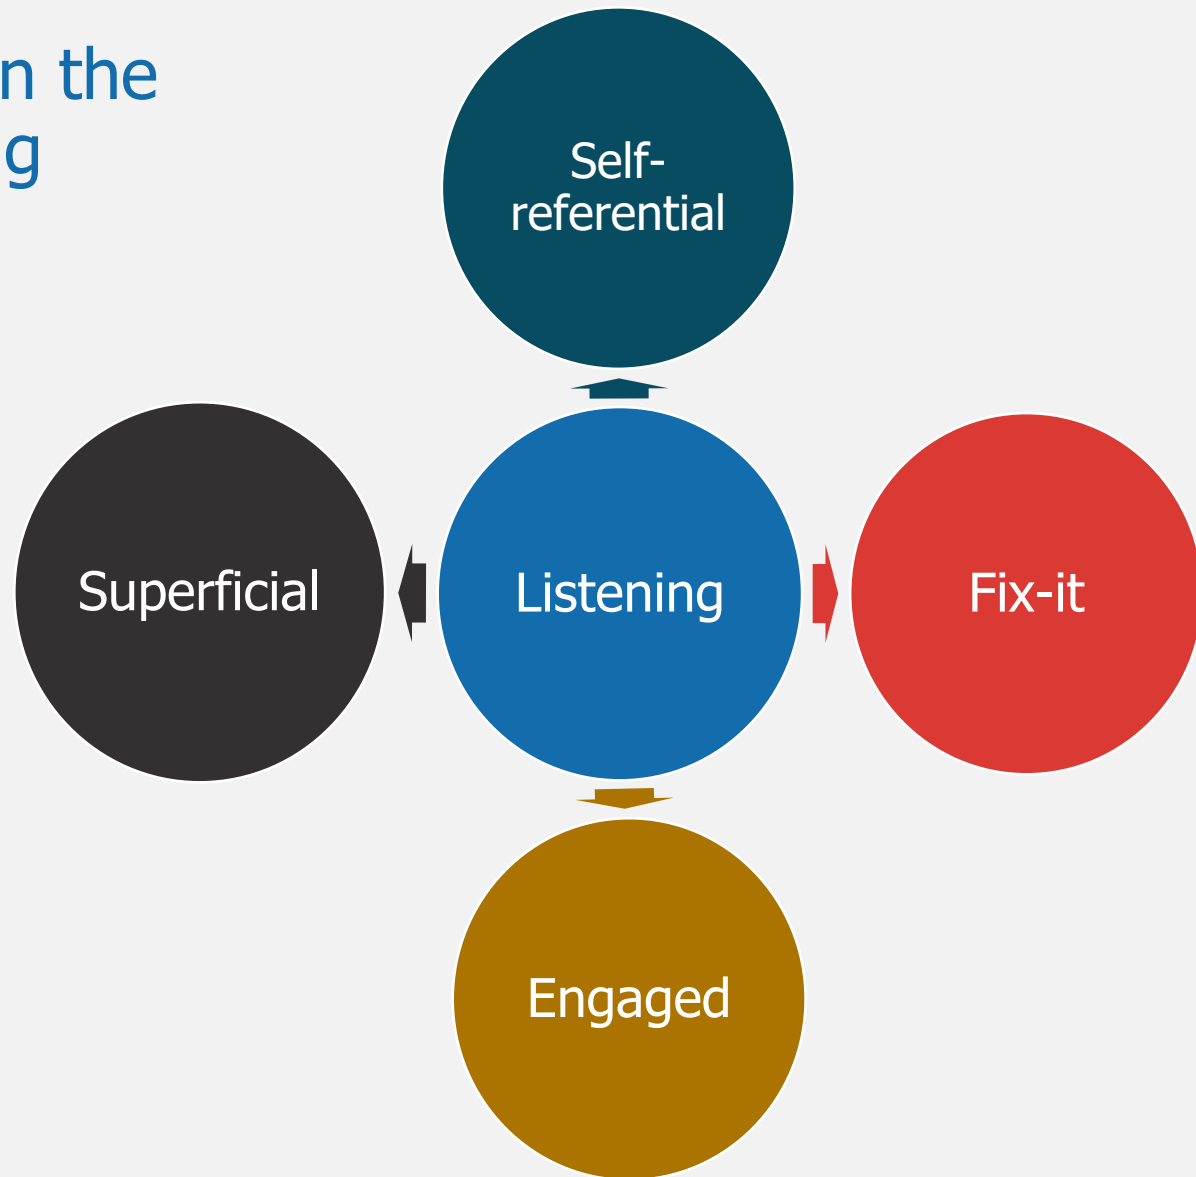 n the
g
Self-
referential
Superficial
Listening
Fix-it
Engaged